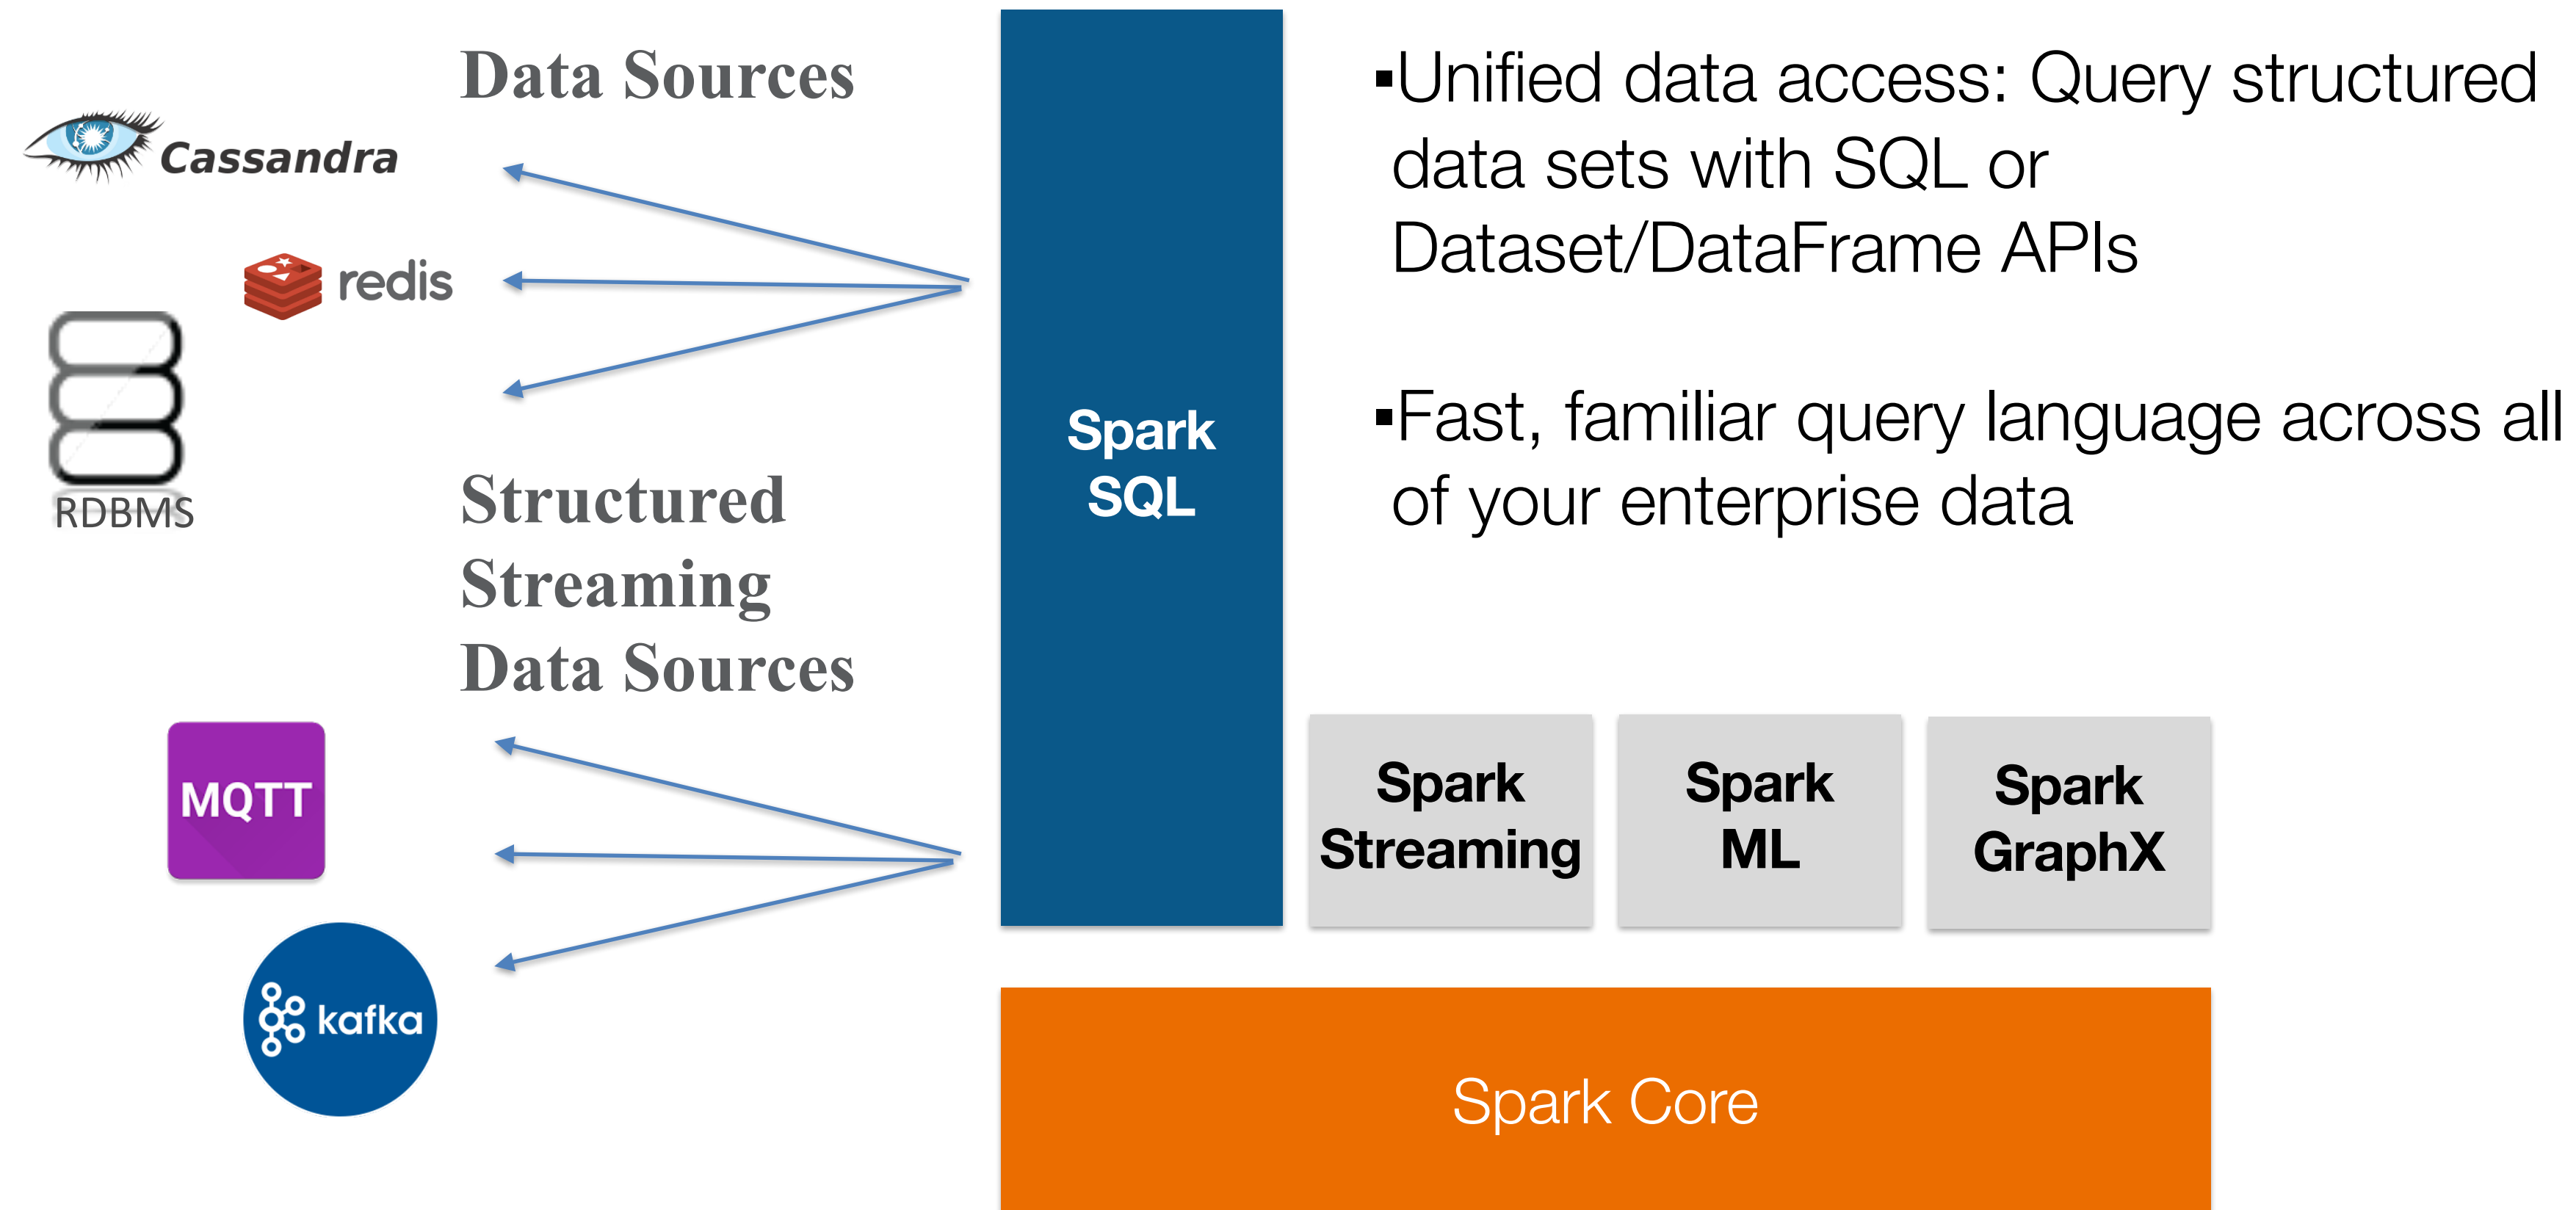 Data Sources
Cassandra
redis
RDBMS
Structured
Streaming
Data Sources
MQTT
kafka
Spark
SQL
▪Unified data access: Query structured
data sets with SQL or
Dataset/DataFrame APIs
▪Fast, familiar query language across all
of your enterprise data
Spark
Streaming
Spark
ML
Spark
GraphX
Spark Core